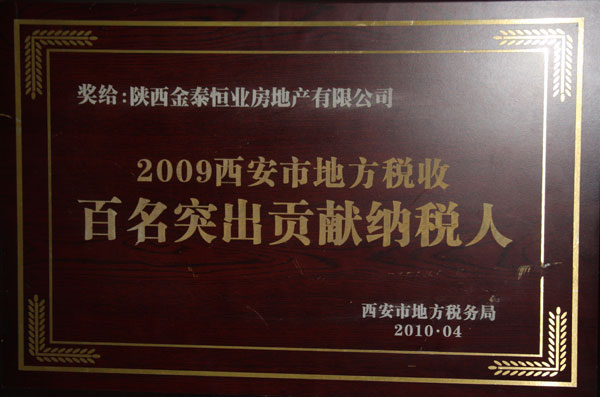 奖给:陕西金泰恒业房地产有限公司
2009西安市地方税收
百名突出贡献纳税人
西安市地方税务局
2010·04